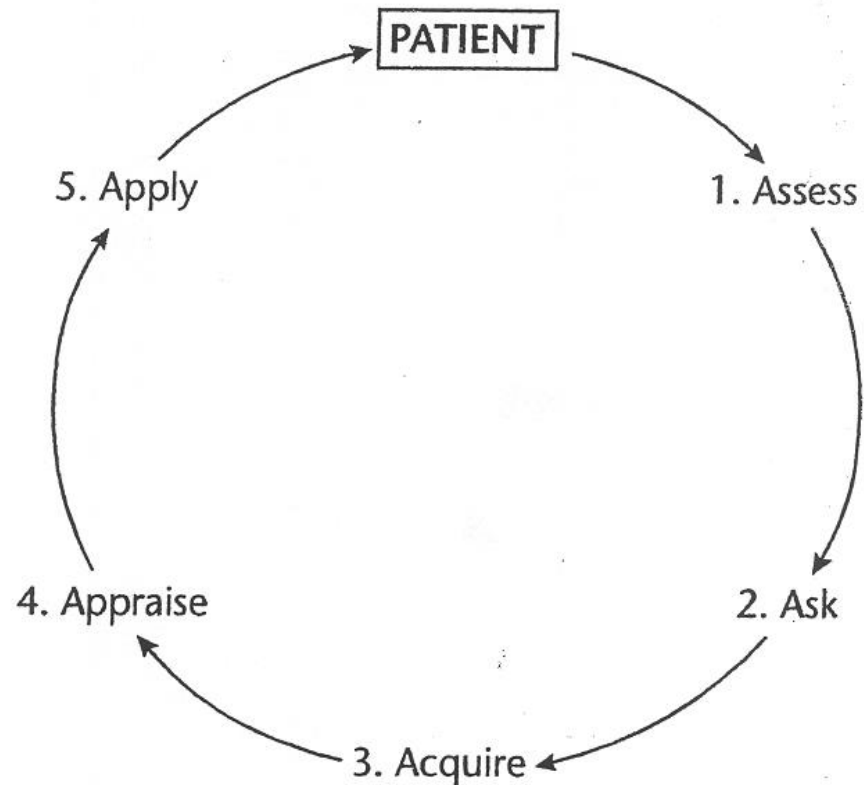 PATIENT
1. Assess
2. Ask
3. Acquire
4. Appraise
5. Apply